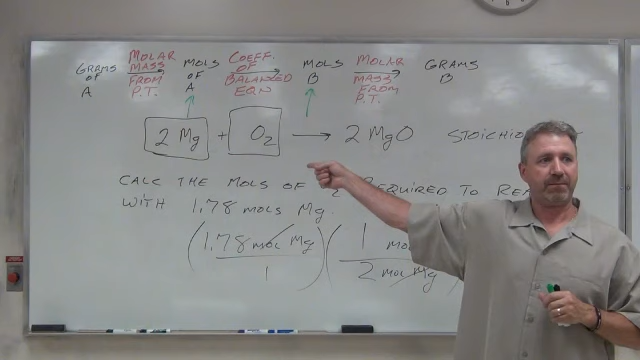 GRAMS OF A MOLAR MASS FROM P.T. MOLS OF A COEFF. OF BALANCED EQN MOLS B MOLAR MASS FROM P.T. GRAMS B
2 Mg + O2 → 2 MgO
CALC THE MOLS OF 2 REQUIRED TO
WITH 1.78 MOLS Mg.
(1.78 mol Mg / 1) (1 / 2 mol Mg)